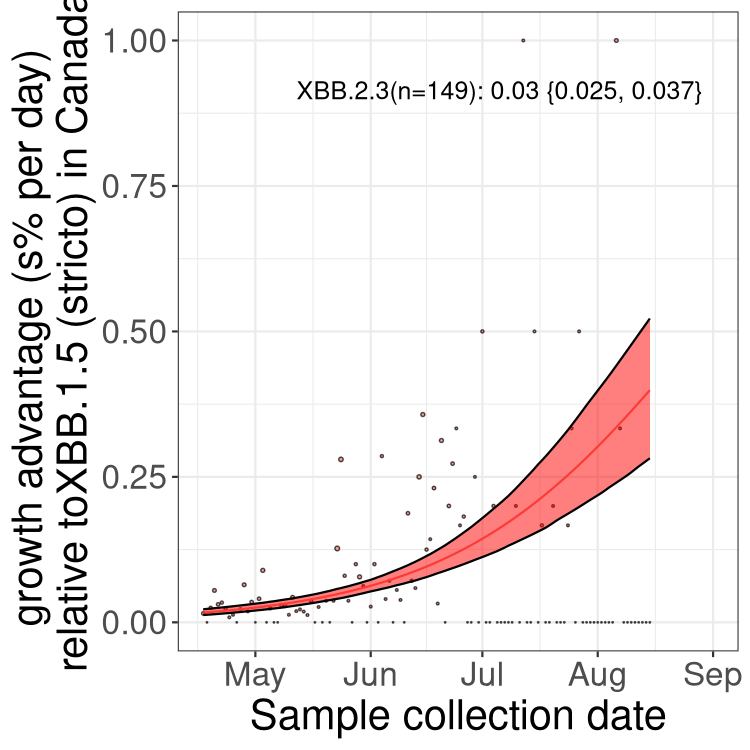 growth advantage (s% per day)
relative toXBB.1.5 (stricto) in Canada
1.00
0.75
0.50
0.25
0.00
XBB.2.3(n=149): 0.03 {0.025, 0.037}
May Jun Jul Aug Sep
Sample collection date